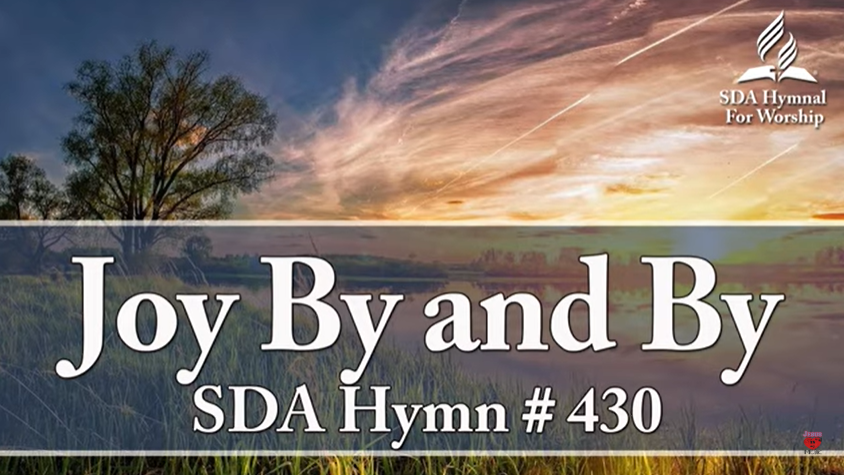 SDA Hymnal
For Worship
Joy By and By
SDA Hymn # 430